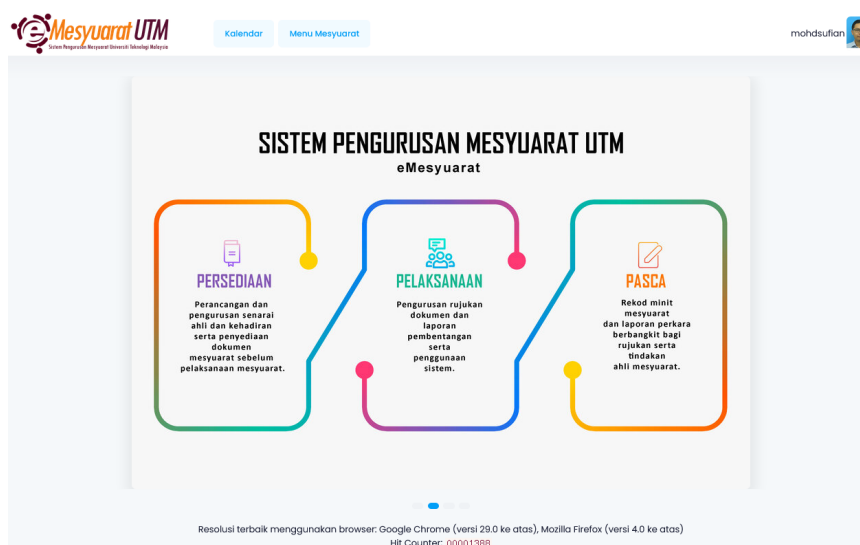 eMesyuarat UTM
Sistem Pengurusan Mesyuarat Universiti Teknologi Malaysia
Kalendar
Menu Mesyuarat
mohdsufian
SISTEM PENGURUSAN MESYUARAT UTM
eMesyuarat
PERSEDIAAN
Perancangan dan
pengurusan senarai
ahli dan kehadiran
serta penyediaan
dokumen
mesyuarat sebelum
pelaksanaan mesyuarat.
PELAKSANAAN
Pengurusan rujukan
dokumen dan
laporan
pembentangan
serta
penggunaan
sistem.
PASCA
Rekod minit
mesyuarat
dan laporan perkara
berbangkit bagi
rujukan serta
tindakan
ahli mesyuarat.
Resolusi terbaik menggunakan browser: Google Chrome (versi 29.0 ke atas), Mozilla Firefox (versi 4.0 ke atas)
Hit Counter: 00001388